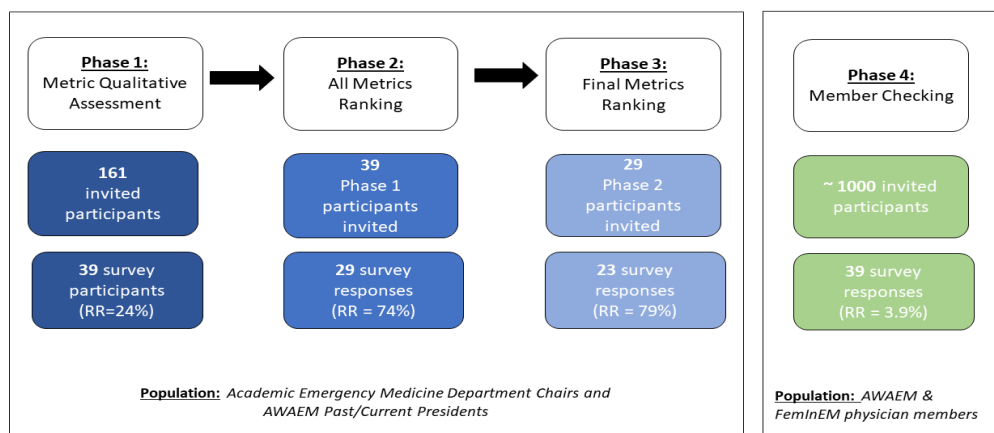 Phase 1:
Metric Qualitative
Assessment
Phase 2:
All Metrics
Ranking
Phase 3:
Final Metrics
Ranking
Phase 4:
Member Checking
161
invited
participants
39
Phase 1
participants
invited
29
Phase 2
participants
invited
~ 1000 invited
participants
39 survey
participants
(RR=24%)
29 survey
responses
(RR = 74%)
23 survey
responses
(RR = 79%)
39 survey
responses
(RR = 3.9%)
Population: Academic Emergency Medicine Department Chairs and
AWAEM Past/Current Presidents
Population: AWAEM &
FemInEM physician members